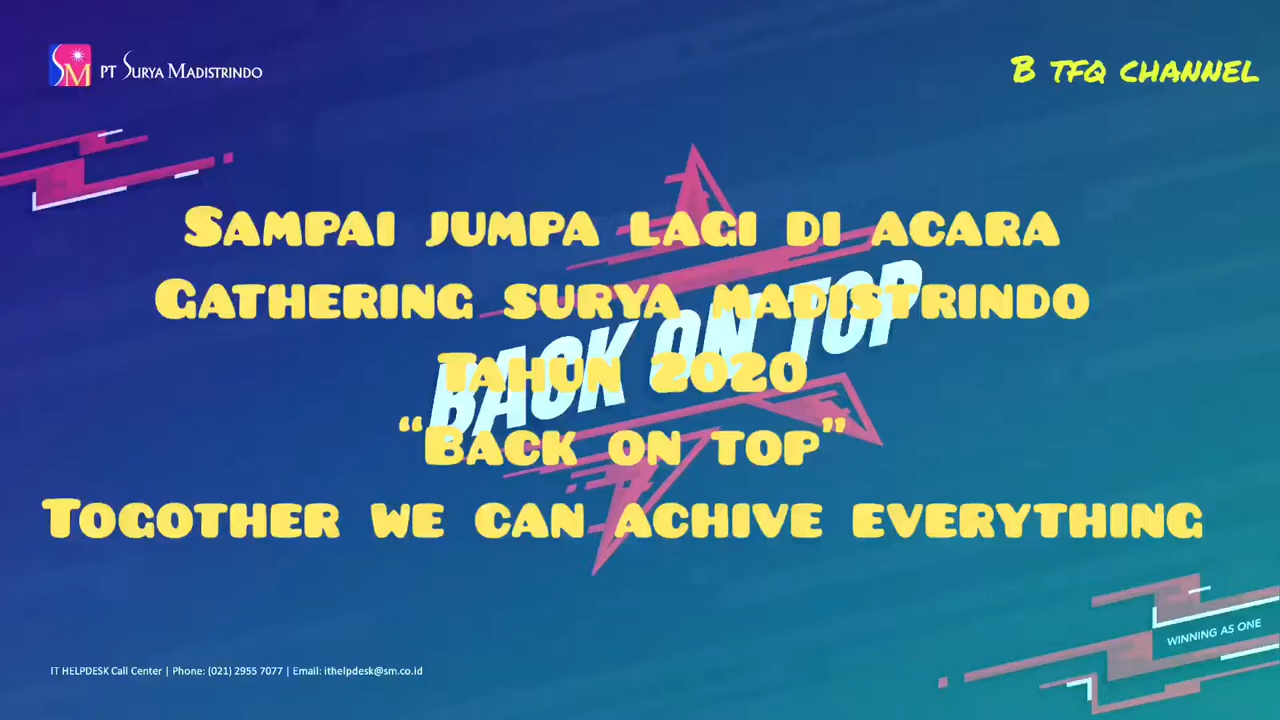 SM PT SURYA MADISTRINDO
B TFQ CHANNEL
SAMPAI JUMPA LAGI DI ACARA
GATHERING SURYA MADISTRINDO
TAHUN 2020
BACK ON TOP
“BACK ON TOP”
TOGOTHER WE CAN ACHIVE EVERYTHING
WINNING AS ONE
IT HELPDESK Call Center | Phone: (021) 2955 7077 | Email: ithelpdesk@sm.co.id